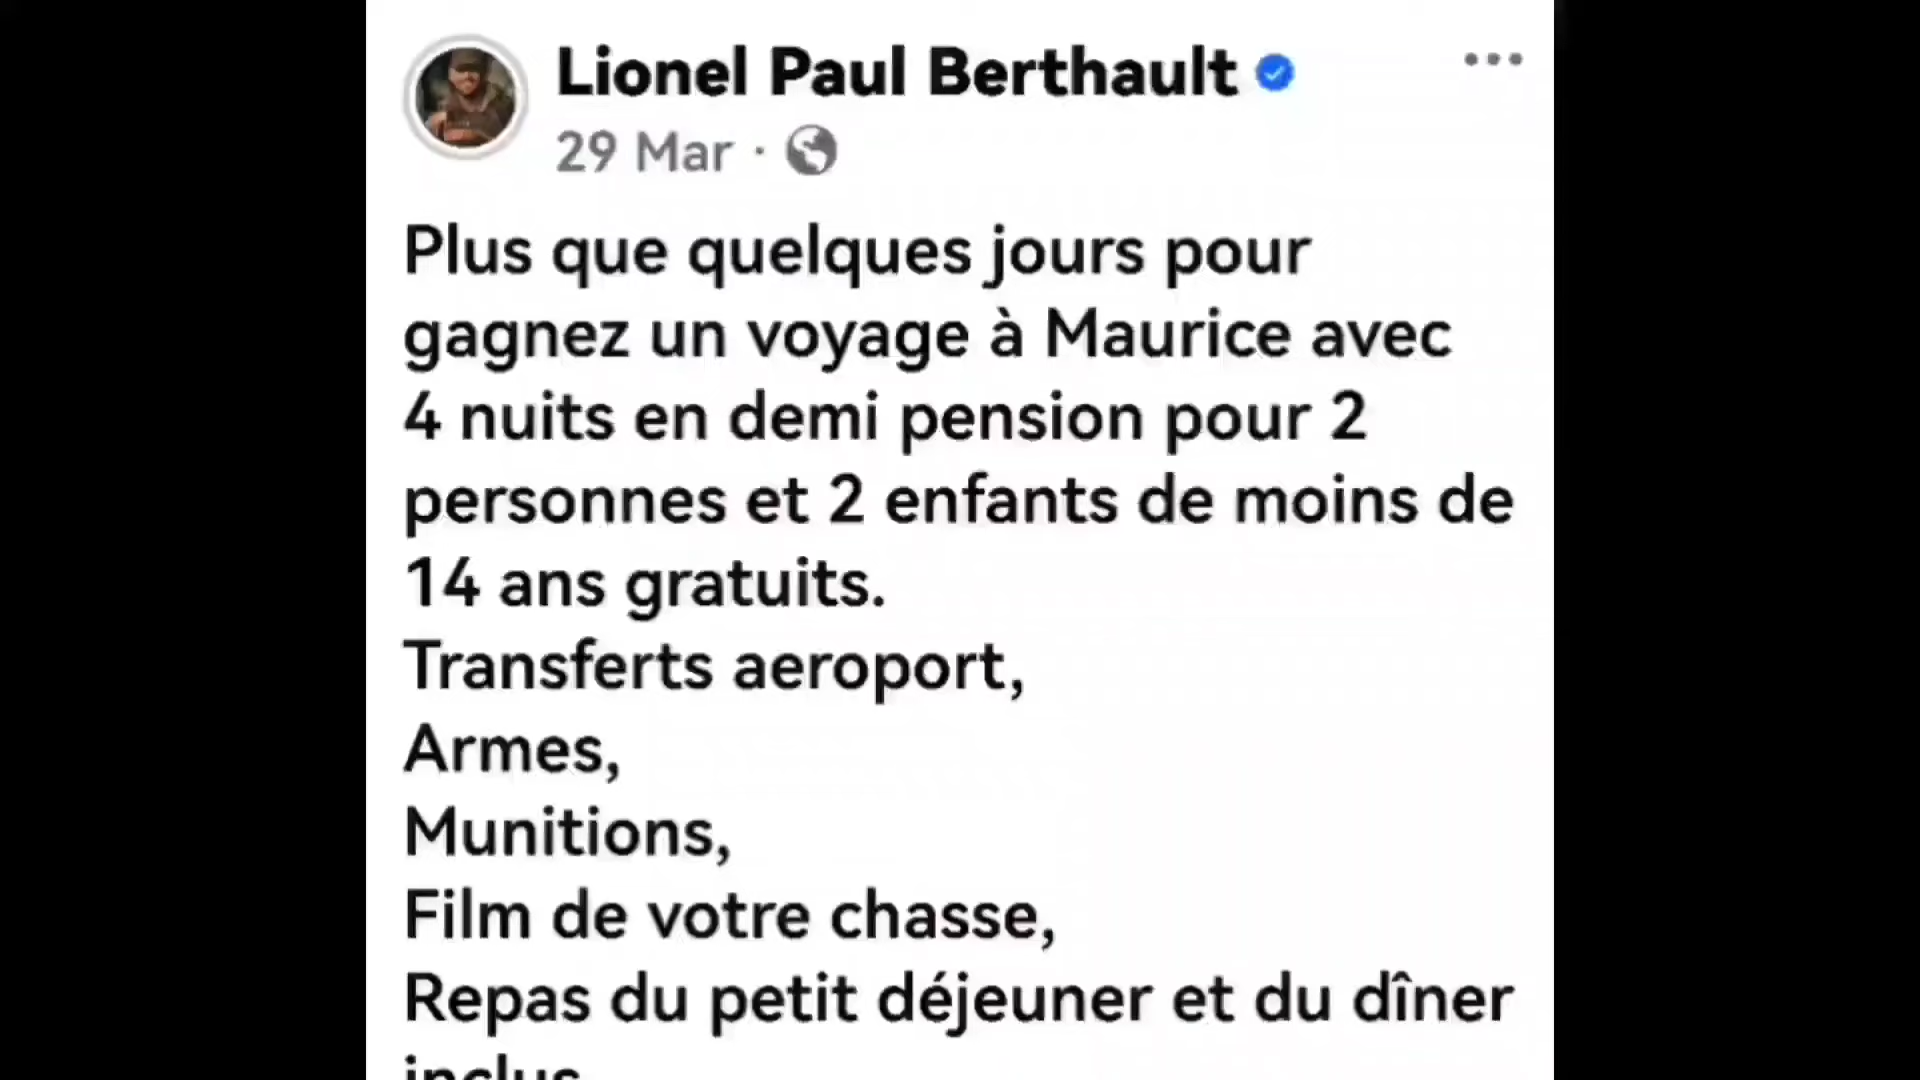 Lionel Paul Berthault
29 Mar ·
Plus que quelques jours pour
gagnez un voyage à Maurice avec
4 nuits en demi pension pour 2
personnes et 2 enfants de moins de
14 ans gratuits.
Transferts aeroport,
Armes,
Munitions,
Film de votre chasse,
Repas du petit déjeuner et du dîner
inclus